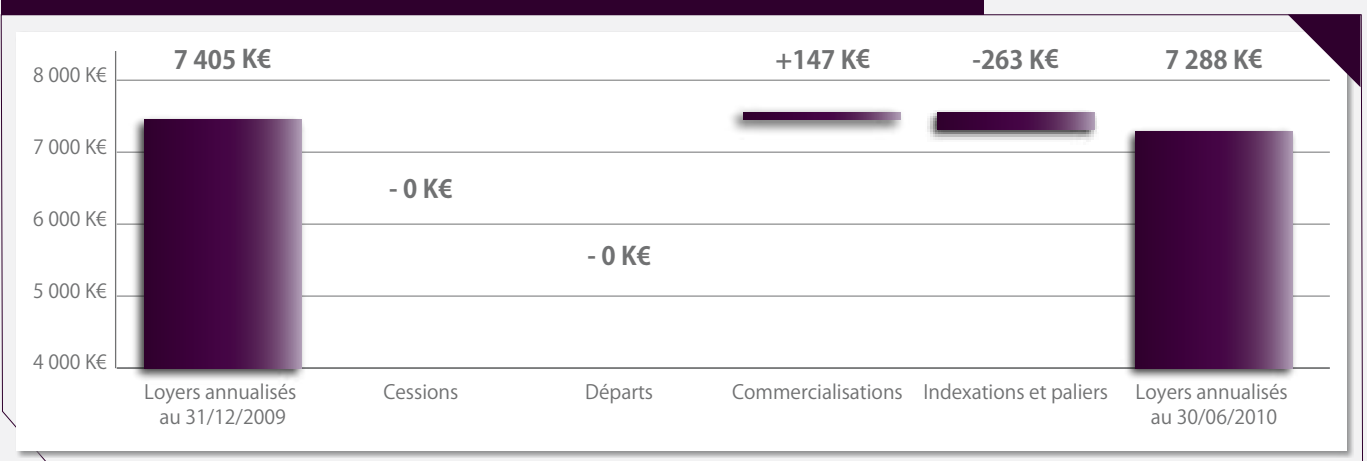 7 405 K€
+147 K€
-263 K€
7 288 K€
8 000 K€
7 000 K€
- 0 K€
6 000 K€
- 0 K€
5 000 K€
4 000 K€
Loyers annualisés
au 31/12/2009
Cessions
Départs
Commercialisations
Indexations et paliers
Loyers annualisés
au 30/06/2010